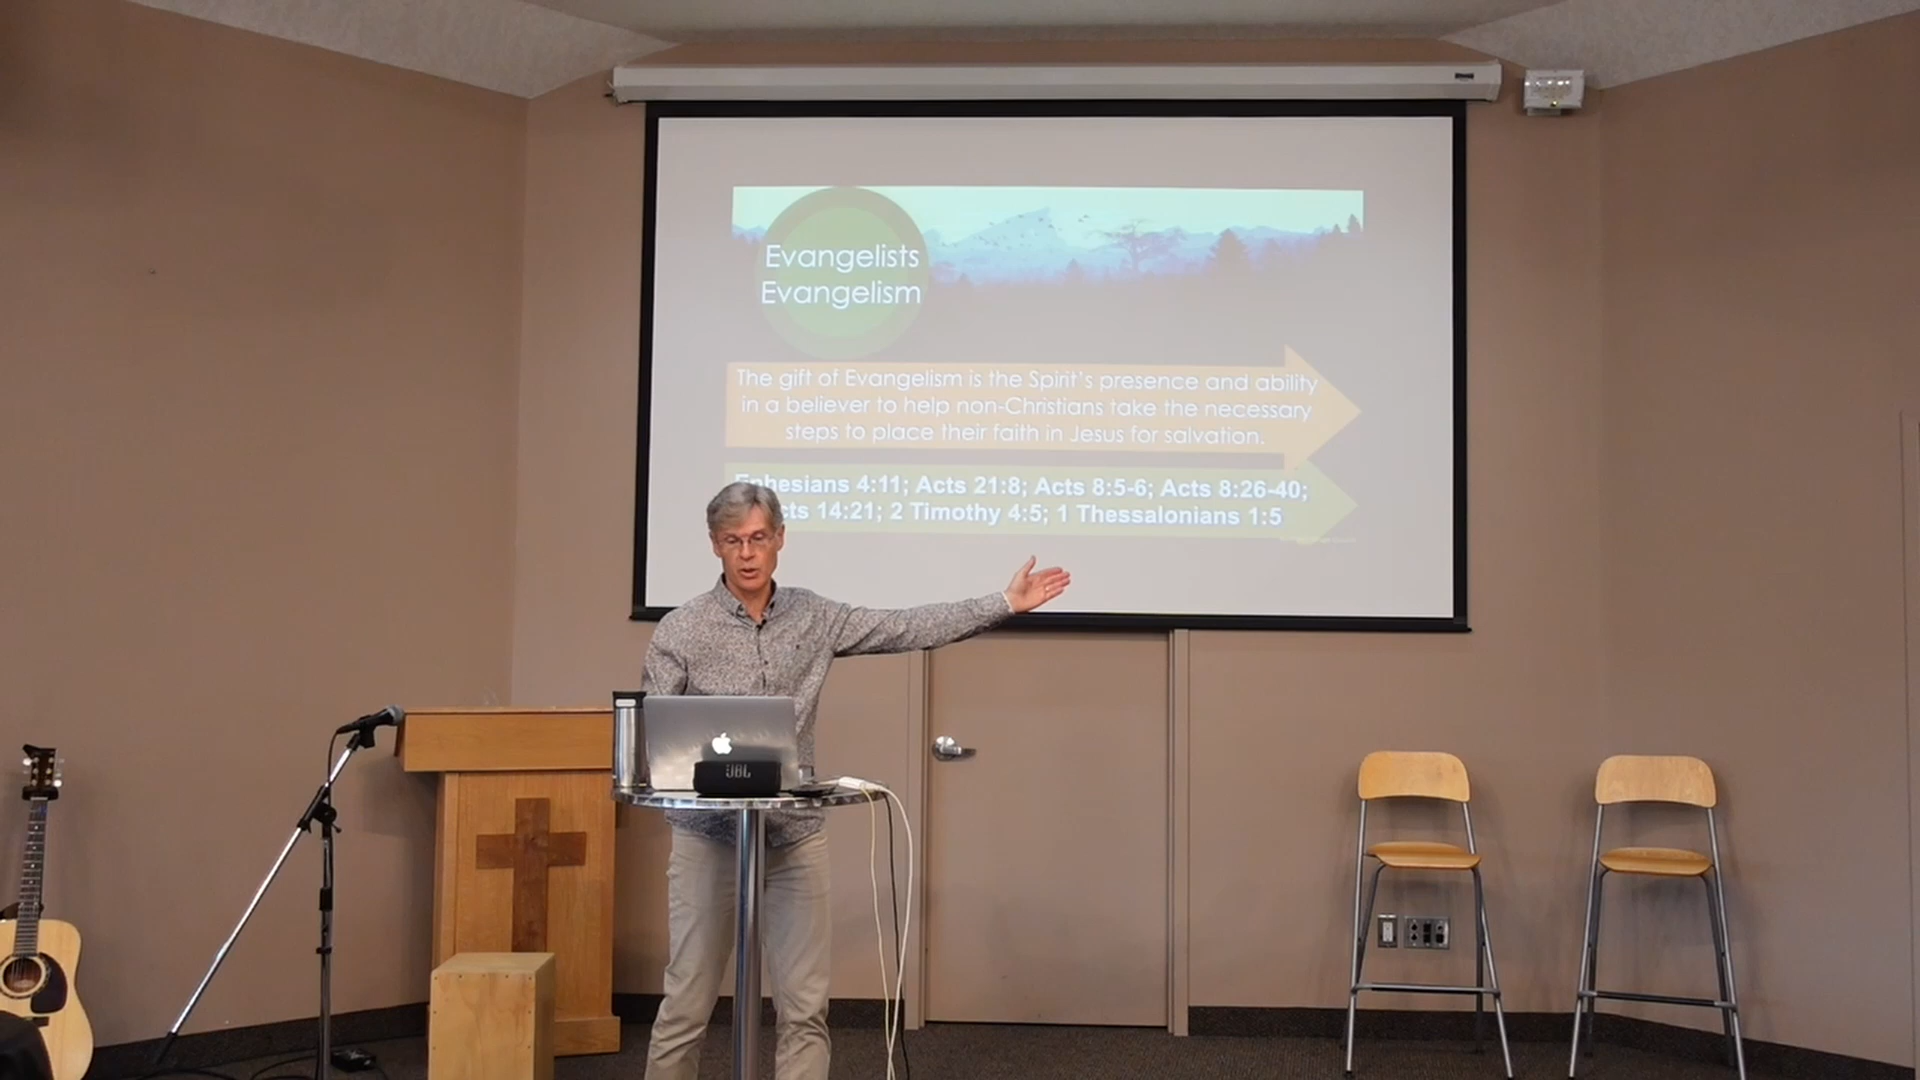 Evangelists
Evangelism
The gift of Evangelism is the Spirit's presence and ability
in a believer to help non-Christians take the necessary
steps to place their faith in Jesus for salvation.
Ephesians 4:11; Acts 21:8; Acts 8:5-6; Acts 8:26-40;
Acts 14:21; 2 Timothy 4:5; 1 Thessalonians 1:5
JBL